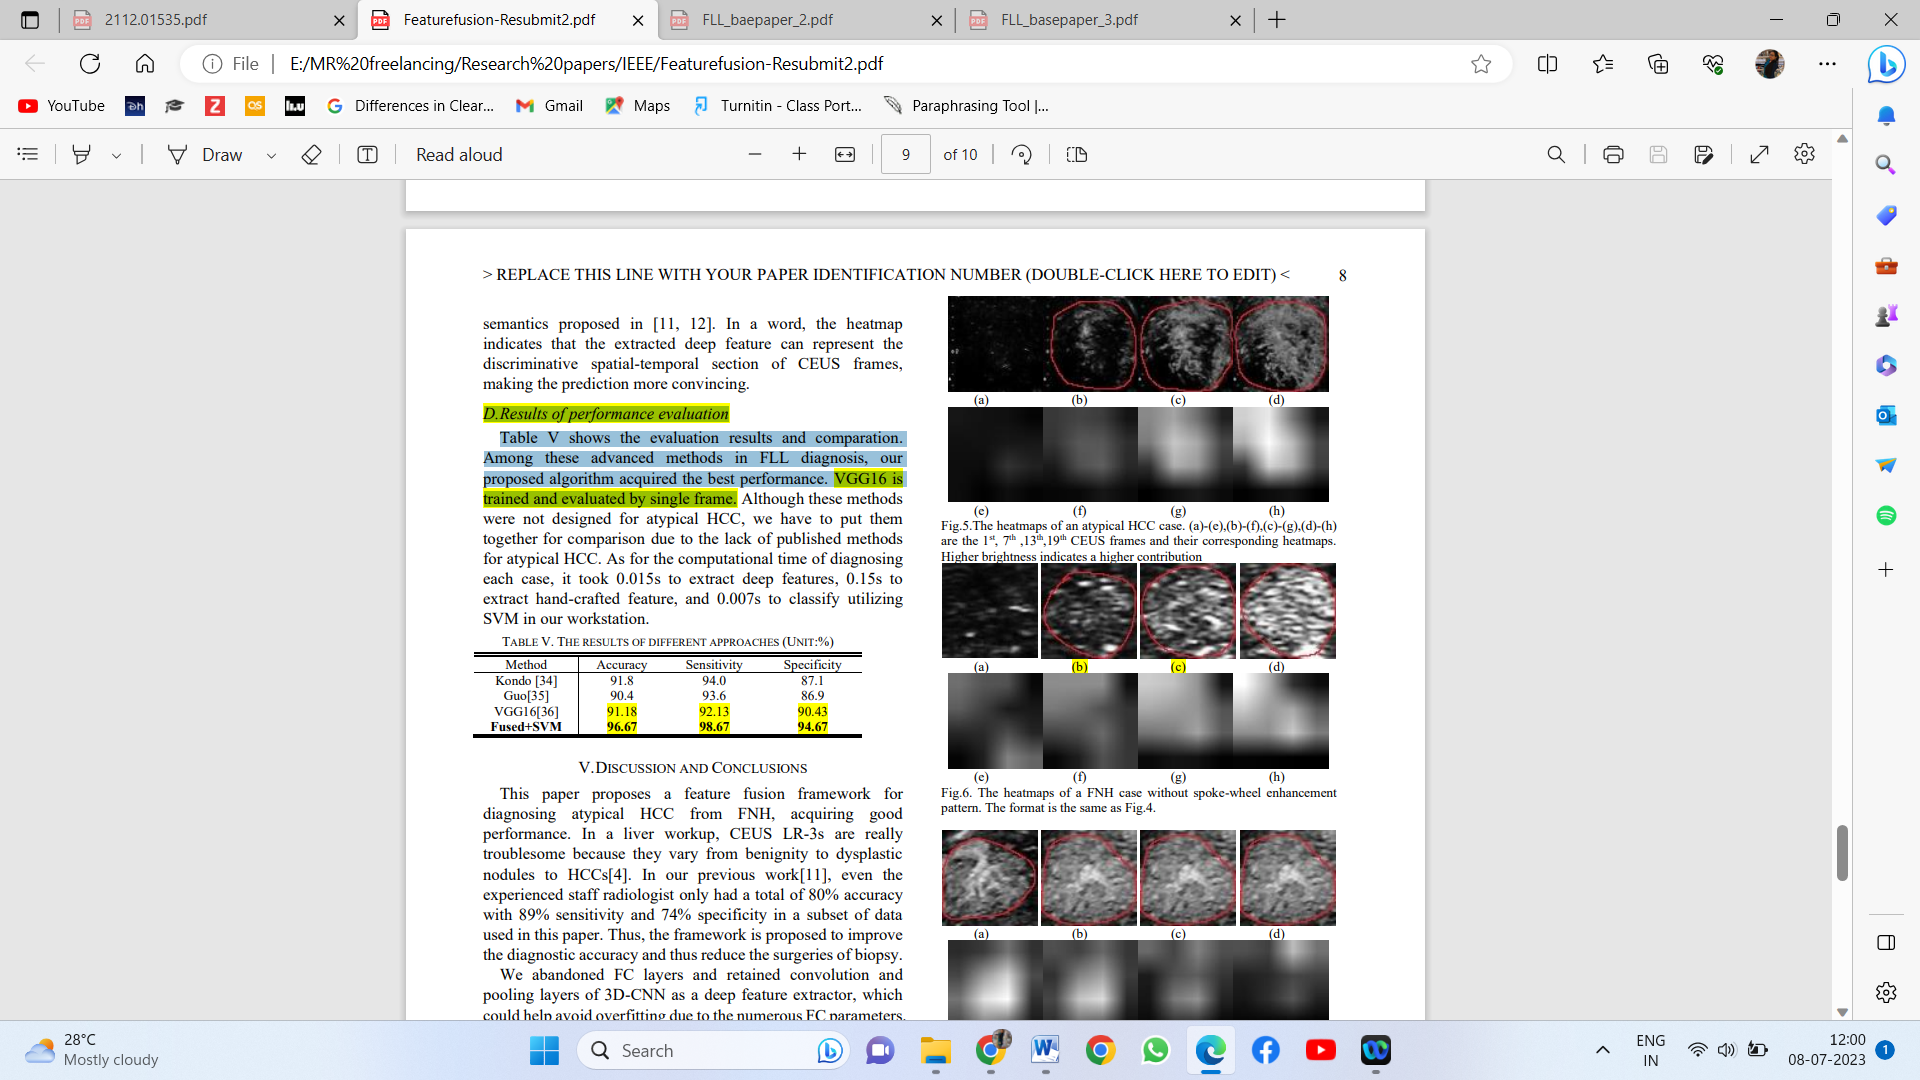 2112.01535.pdf
Featurefusion-Resubmit2.pdf
FLL_baepaper_2.pdf
FLL_basepaper_3.pdf
File
E:/MR%20freelancing/Research%20papers/IEEE/Featurefusion-Resubmit2.pdf
YouTube
Dh
Z
QS
li.u
Differences in Clear...
Gmail
Maps
Turnitin - Class Port...
Paraphrasing Tool |...
Draw
Read aloud
9
of 10
> REPLACE THIS LINE WITH YOUR PAPER IDENTIFICATION NUMBER (DOUBLE-CLICK HERE TO EDIT) <
8
semantics proposed in [11, 12]. In a word, the heatmap
indicates that the extracted deep feature can represent the
discriminative spatial-temporal section of CEUS frames,
making the prediction more convincing.
D.Results of performance evaluation
Table V shows the evaluation results and comparation.
Among these advanced methods in FLL diagnosis, our
proposed algorithm acquired the best performance. VGG16 is
trained and evaluated by single frame. Although these methods
were not designed for atypical HCC, we have to put them
together for comparison due to the lack of published methods
for atypical HCC. As for the computational time of diagnosing
each case, it took 0.015s to extract deep features, 0.15s to
extract hand-crafted feature, and 0.007s to classify utilizing
SVM in our workstation.
TABLE V. THE RESULTS OF DIFFERENT APPROACHES (UNIT:%)
Method Accuracy Sensitivity Specificity
Kondo [34] 91.8 94.0 87.1
Guo[35] 90.4 93.6 86.9
VGG16[36] 91.18 92.13 90.43
Fused+SVM 96.67 98.67 94.67
V.DISCUSSION AND CONCLUSIONS
This paper proposes a feature fusion framework for
diagnosing atypical HCC from FNH, acquiring good
performance. In a liver workup, CEUS LR-3s are really
troublesome because they vary from benignity to dysplastic
nodules to HCCs[4]. In our previous work[11], even the
experienced staff radiologist only had a total of 80% accuracy
with 89% sensitivity and 74% specificity in a subset of data
used in this paper. Thus, the framework is proposed to improve
the diagnostic accuracy and thus reduce the surgeries of biopsy.
We abandoned FC layers and retained convolution and
pooling layers of 3D-CNN as a deep feature extractor, which
could help avoid overfitting due to the numerous FC parameters.
(a) (b) (c) (d)
(e) (f) (g) (h)
Fig.5.The heatmaps of an atypical HCC case. (a)-(e),(b)-(f),(c)-(g),(d)-(h)
are the 1st, 7th ,13th,19th CEUS frames and their corresponding heatmaps.
Higher brightness indicates a higher contribution
(a) (b) (c) (d)
(e) (f) (g) (h)
Fig.6. The heatmaps of a FNH case without spoke-wheel enhancement
pattern. The format is the same as Fig.4.
(a) (b) (c) (d)
28°C
Mostly cloudy
Search
ENG
IN
12:00
08-07-2023
1